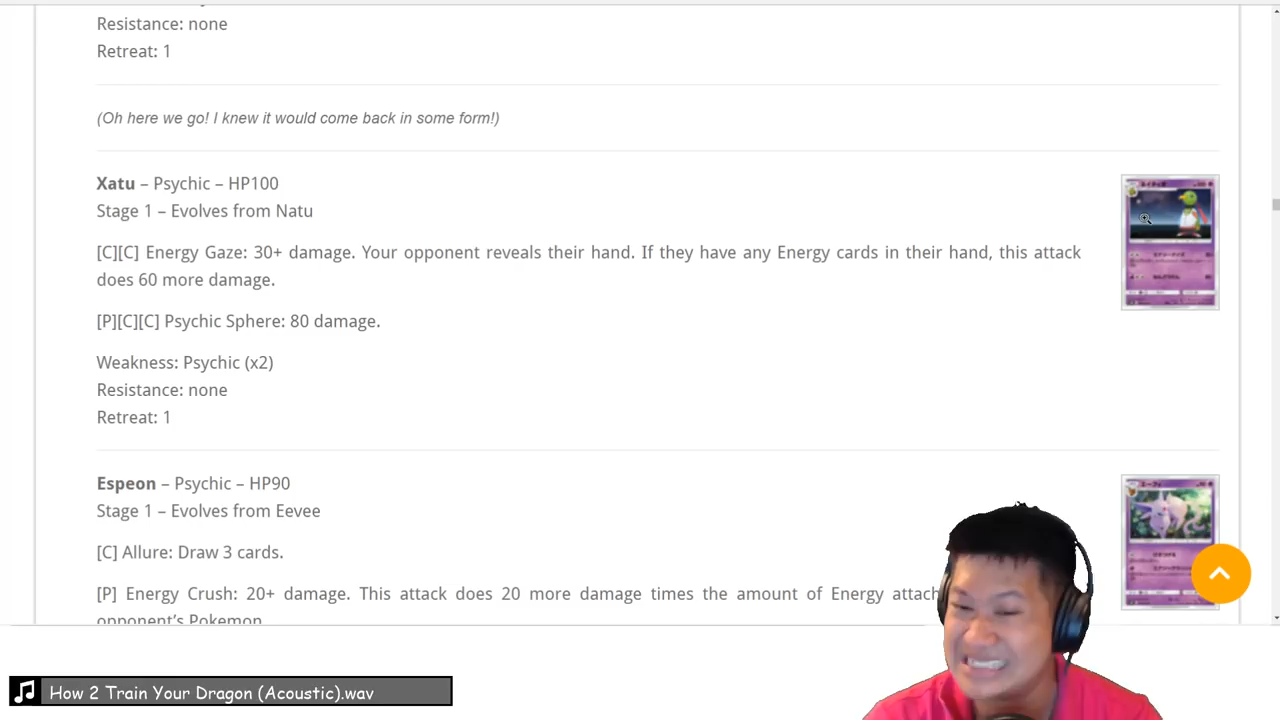 Resistance: none
Retreat: 1
(Oh here we go! I knew it would come back in some form!)
Xatu – Psychic – HP100
Stage 1 – Evolves from Natu
[C][C] Energy Gaze: 30+ damage. Your opponent reveals their hand. If they have any Energy cards in their hand, this attack
does 60 more damage.
[P][C][C] Psychic Sphere: 80 damage.
Weakness: Psychic (x2)
Resistance: none
Retreat: 1
Espeon – Psychic – HP90
Stage 1 – Evolves from Eevee
[C] Allure: Draw 3 cards.
[P] Energy Crush: 20+ damage. This attack does 20 more damage times the amount of Energy
opponent's Pokemon
How 2 Train Your Dragon (Acoustic).wav